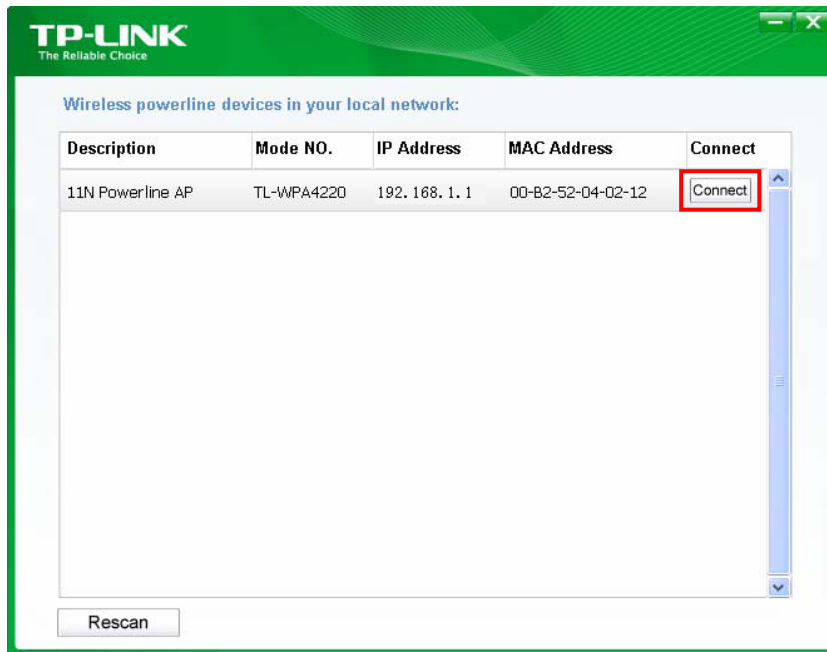 TP-LINK
The Reliable Choice
Wireless powerline devices in your local network:
Description Mode NO. IP Address MAC Address Connect
11N Powerline AP TL-WPA4220 192.168.1.1 00-B2-52-04-02-12 Connect
Rescan